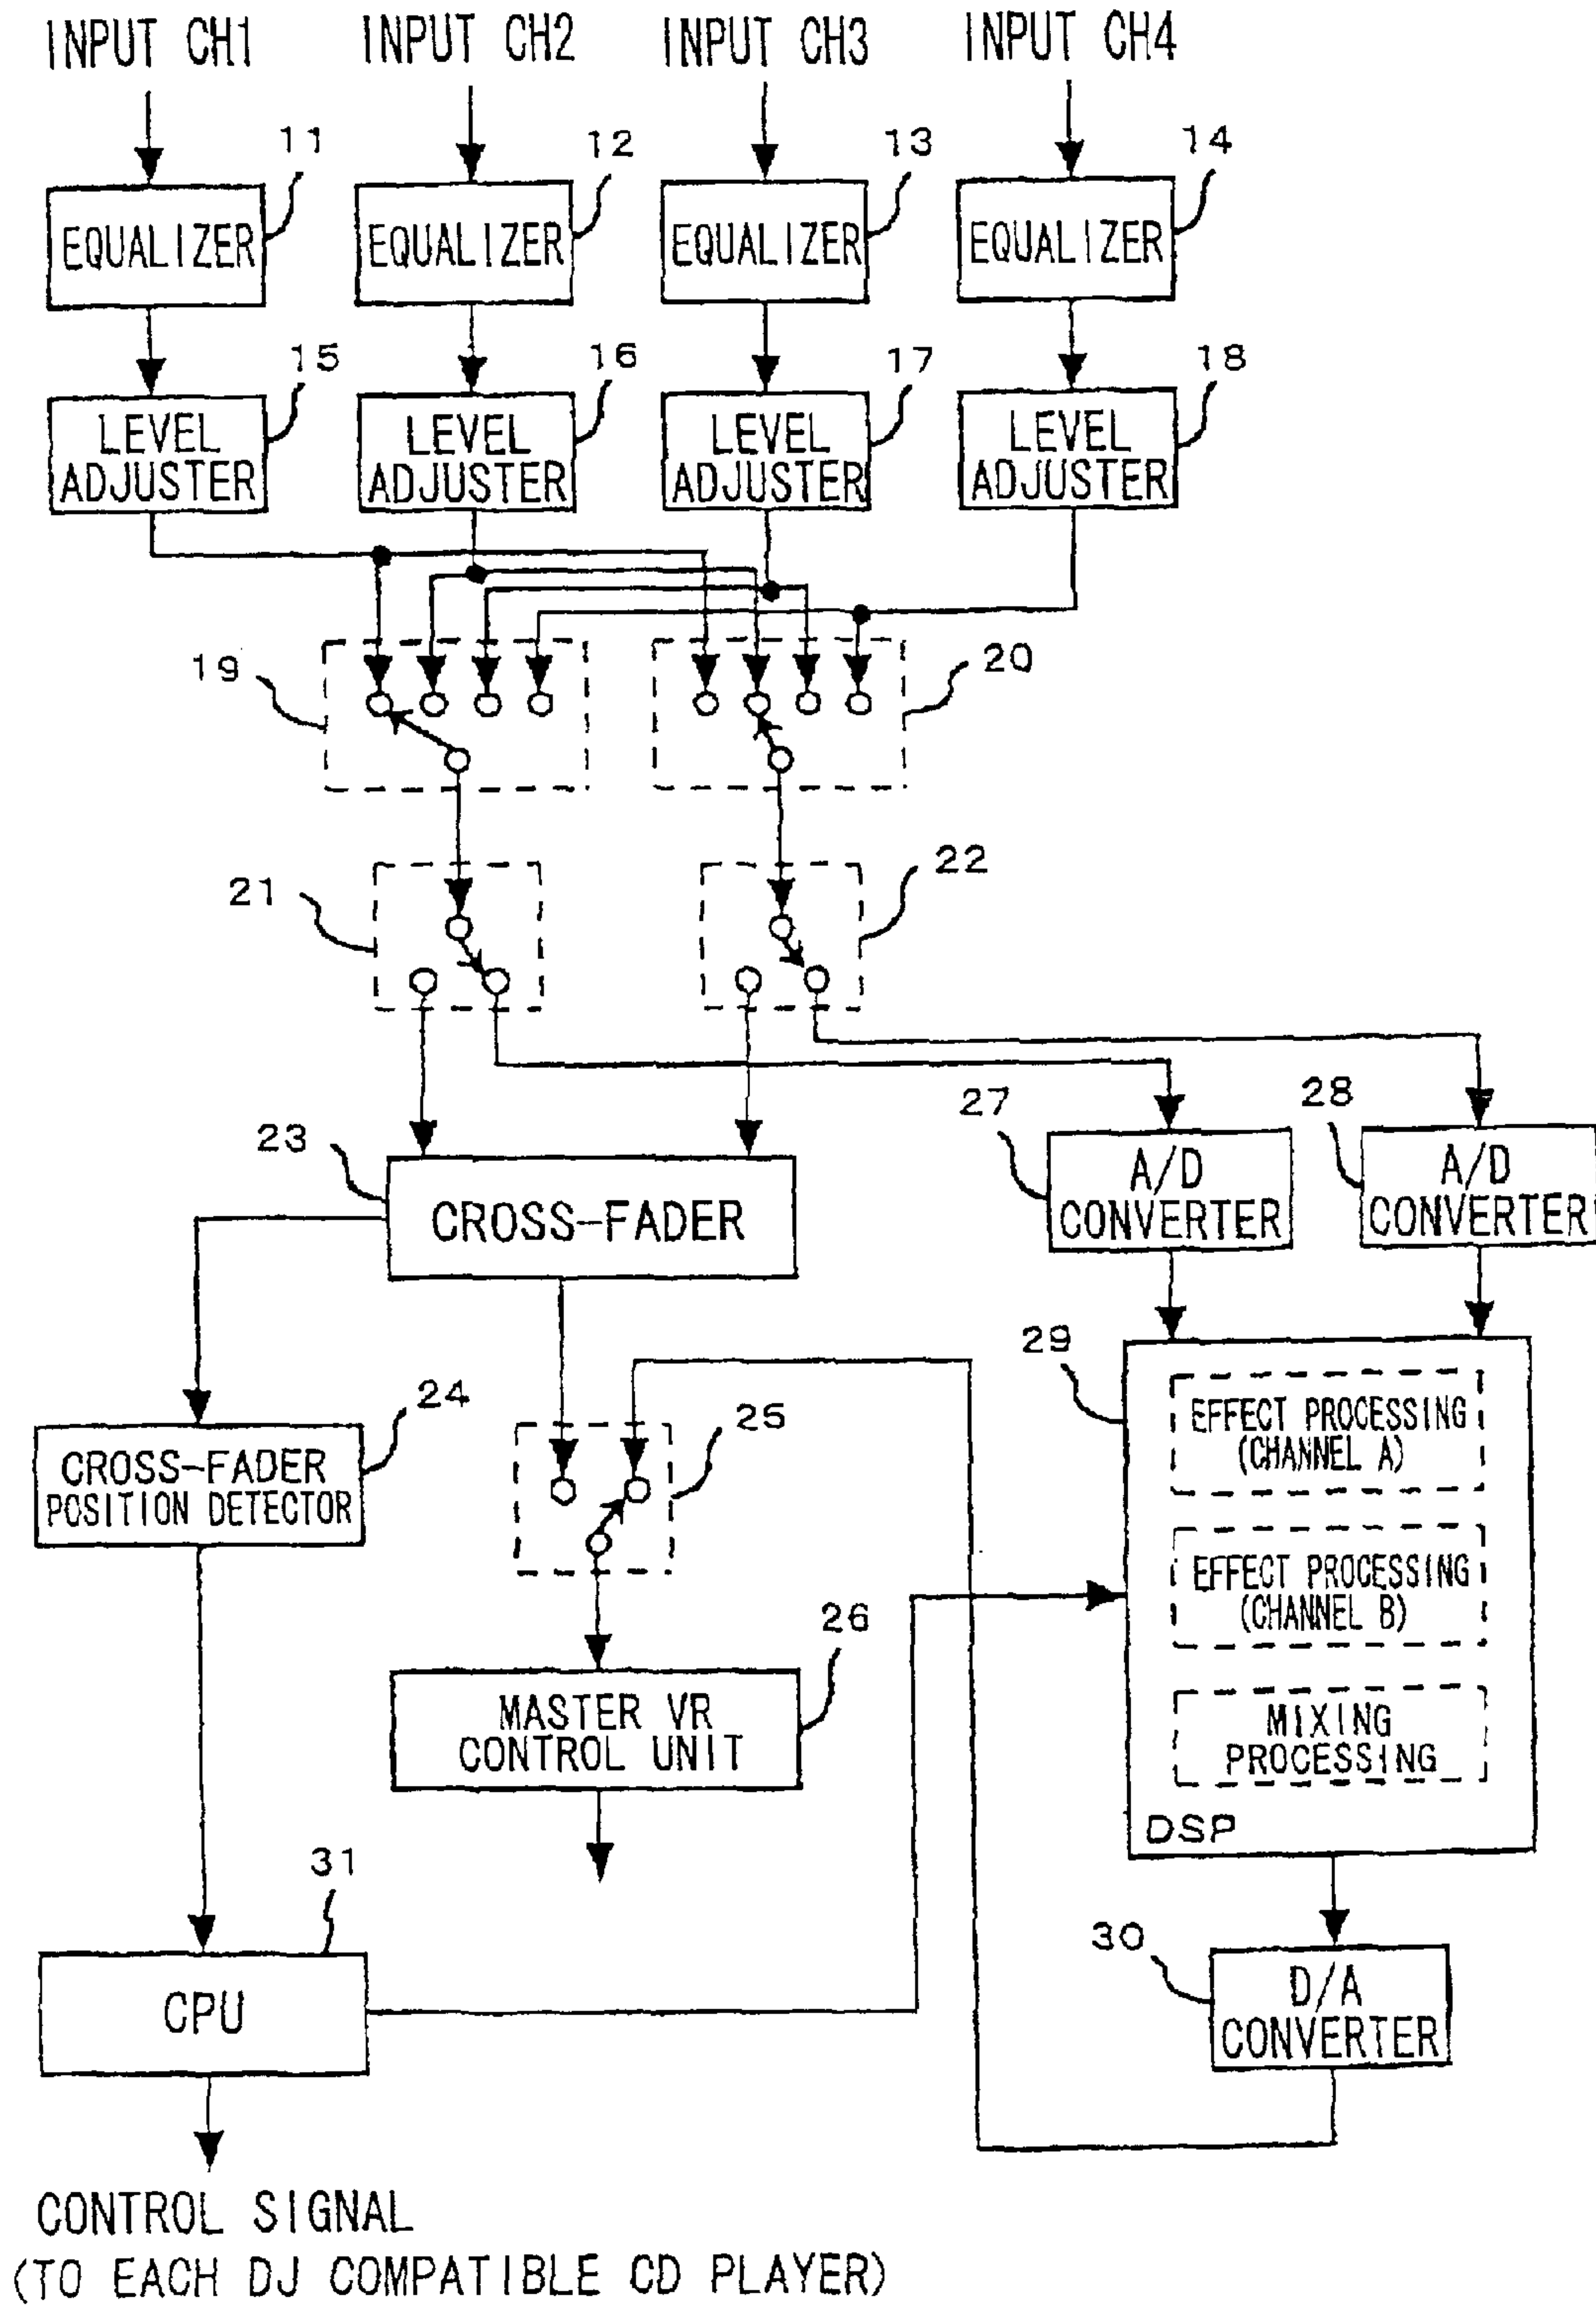 INPUT CH1
INPUT CH2
INPUT CH3
INPUT CH4
11
12
13
14
EQUALIZER
EQUALIZER
EQUALIZER
EQUALIZER
15
16
17
18
LEVEL
ADJUSTER
LEVEL
ADJUSTER
LEVEL
ADJUSTER
LEVEL
ADJUSTER
19
20
21
22
23
27
28
CROSS-FADER
A/D
CONVERTER
A/D
CONVERTER
24
25
29
CROSS-FADER
POSITION DETECTOR
EFFECT PROCESSING
(CHANNEL A)
EFFECT PROCESSING
(CHANNEL B)
MIXING
PROCESSING
DSP
26
MASTER VR
CONTROL UNIT
31
30
CPU
D/A
CONVERTER
CONTROL SIGNAL
(TO EACH DJ COMPATIBLE CD PLAYER)